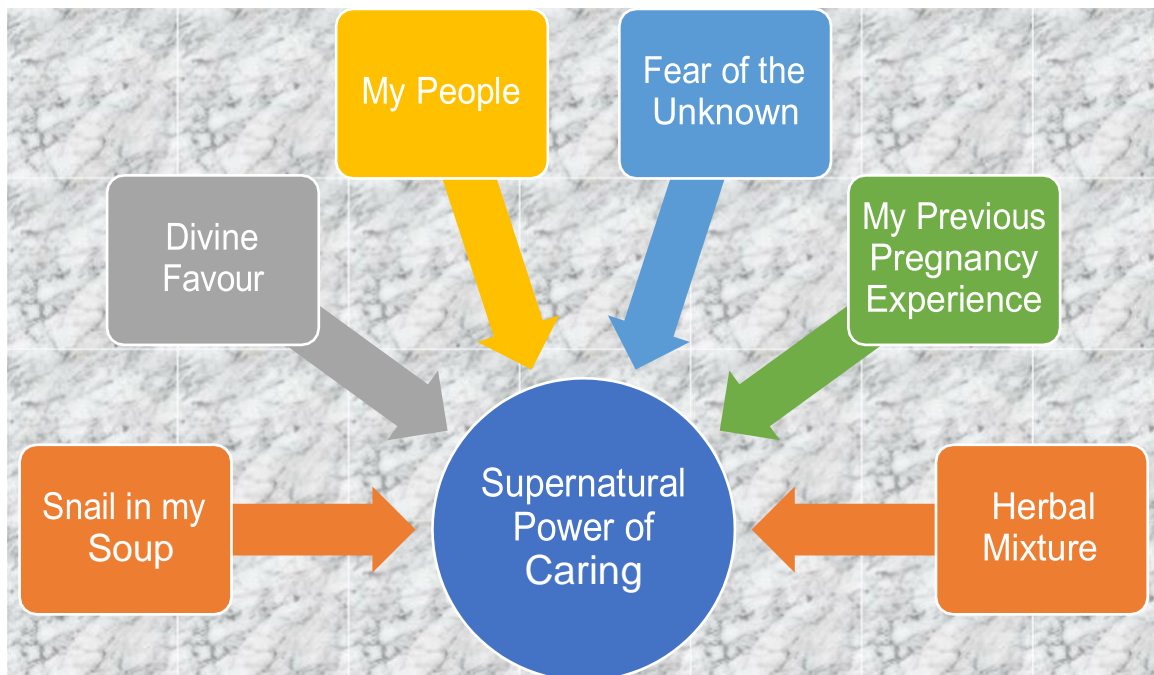 My People
Fear of the
Unknown
Divine
Favour
My Previous
Pregnancy
Experience
Snail in my
Soup
Supernatural
Power of
Caring
Herbal
Mixture